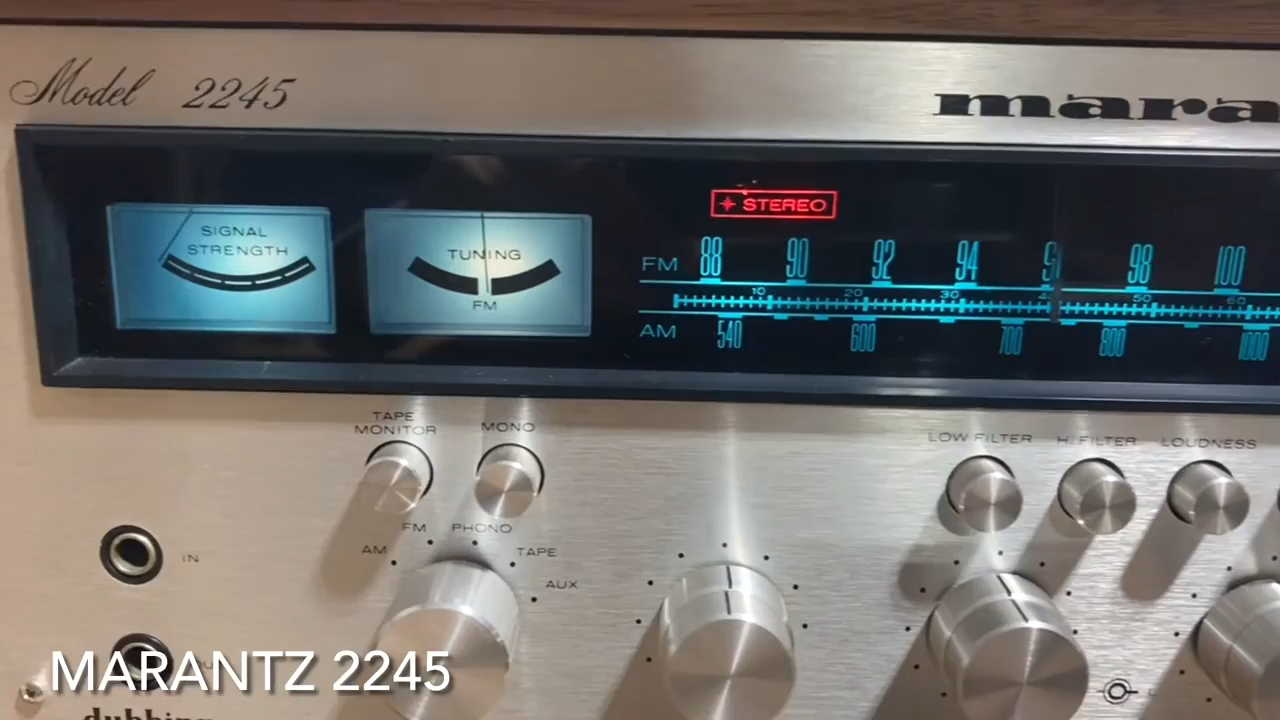 Model 2245
mara
SIGNAL
STRENGTH
TUNING
FM
STEREO
FM 88 90 92 94 98 100
10 20 30 50 60
AM 540 600 700 800 1000
TAPE
MONITOR
MONO
LOW FILTER
HI FILTER
LOUDNESS
AM
FM
PHONO
TAPE
AUX
IN
MARANTZ 2245
dubbing